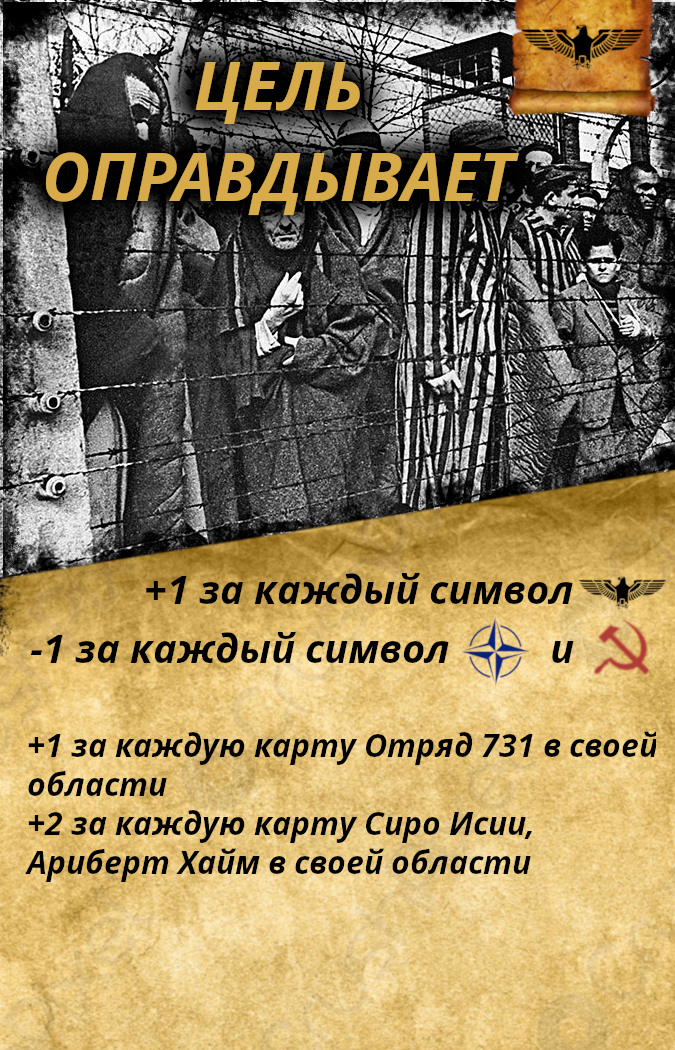 ЦЕЛЬ
ОПРАВДЫВАЕТ
+1 за каждый символ
-1 за каждый символ и
+1 за каждую карту Отряд 731 в своей
области
+2 за каждую карту Сиро Исии,
Ариберт Хайм в своей области